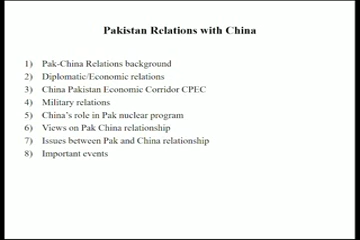 Pakistan Relations with China
1) Pak-China Relations background
2) Diplomatic/Economic relations
3) China Pakistan Economic Corridor CPEC
4) Military relations
5) China's role in Pak nuclear program
6) Views on Pak China relationship
7) Issues between Pak and China relationship
8) Important events